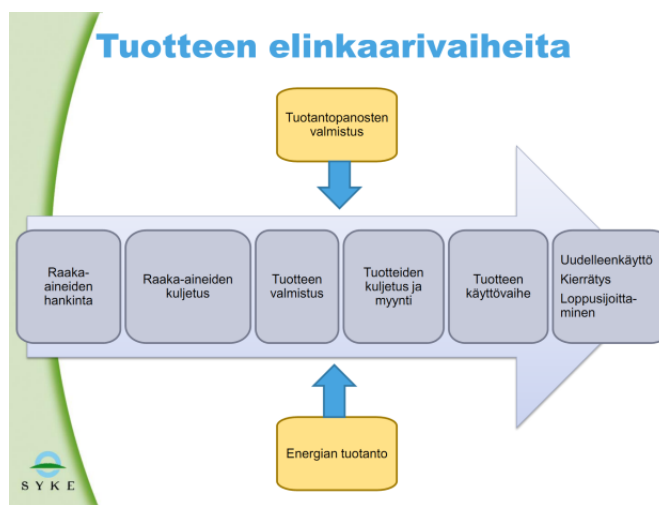 Tuotteen elinkaarivaiheita
Tuotantopanosten
valmistus
Raaka-
aineiden
hankinta
Raaka-aineiden
kuljetus
Tuotteen
valmistus
Tuotteiden
kuljetus ja
myynti
Tuotteen
käyttövaihe
Uudelleenkäyttö
Kierrätys
Loppusijoitta-
minen
Energian tuotanto
SYKE